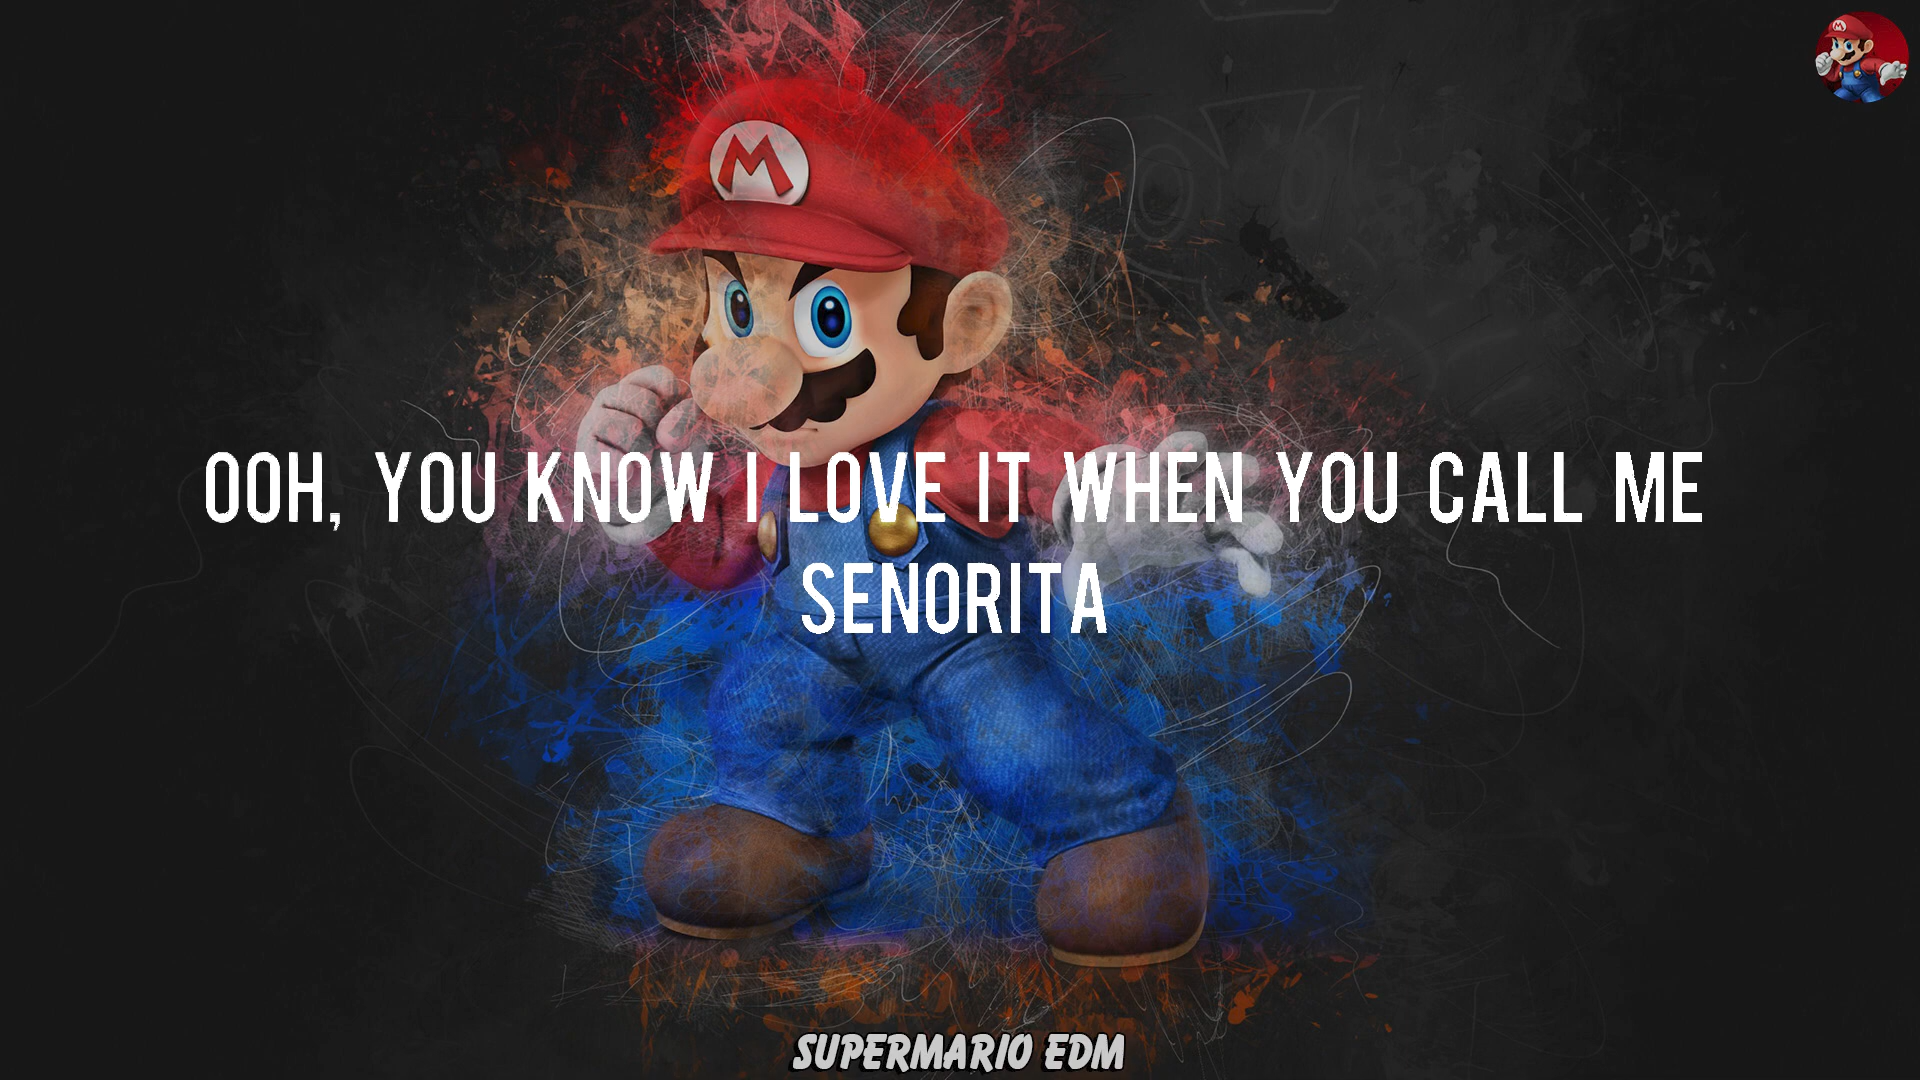 M
OOH, YOU KNOW I LOVE IT WHEN YOU CALL ME
SENORITA
SUPERMARIO EDM